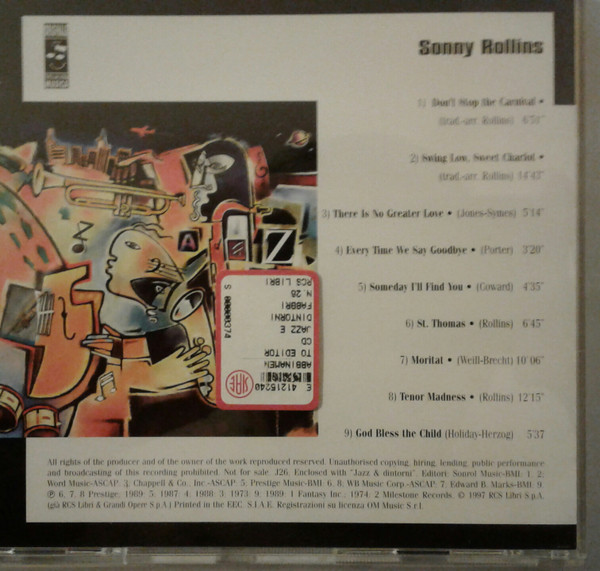 Sonny Rollins
1) Don't Stop the Carnival •
(trad.-arr. Rollins) 6'51"
2) Swing Low, Sweet Chariot •
(trad.-arr. Rollins) 14'43"
3) There Is No Greater Love • (Jones-Symes) 5'14"
4) Every Time We Say Goodbye • (Porter) 3'20"
5) Someday I'll Find You • (Coward) 4'35"
6) St. Thomas • (Rollins) 6'45"
7) Moritat • (Weill-Brecht) 10'06"
8) Tenor Madness • (Rollins) 12'15"
9) God Bless the Child (Holiday-Herzog) 5'37
JAZZ
E 41215240
ABBINAMEN
TO EDITOR
CD
JAZZ E
DINTORNI
FABBRI
N 26
RCS LIBRI
S 00000374
All rights of the producer and of the owner of the work reproduced reserved. Unauthorised copying, hiring, lending, public performance
and broadcasting of this recording prohibited. Not for sale. J26. Enclosed with "Jazz & dintorni". Editori: Sonrol Music-BMI. 1, 2;
Word Music-ASCAP. 3; Chappell & Co., Inc.-ASCAP. 5; Prestige Music-BMI. 6, 8; WB Music Corp.-ASCAP. 7; Edward B. Marks-BMI. 9.
℗ 6, 7, 8 Prestige: 1969; 5: 1987; 4: 1988; 3: 1973; 9: 1989; 1 Fantasy Inc.: 1974; 2 Milestone Records. © 1997 RCS Libri S.p.A.
(già RCS Libri & Grandi Opere S.p.A.) Printed in the EEC. S.I.A.E. Registrazioni su licenza OM Music S.r.l.